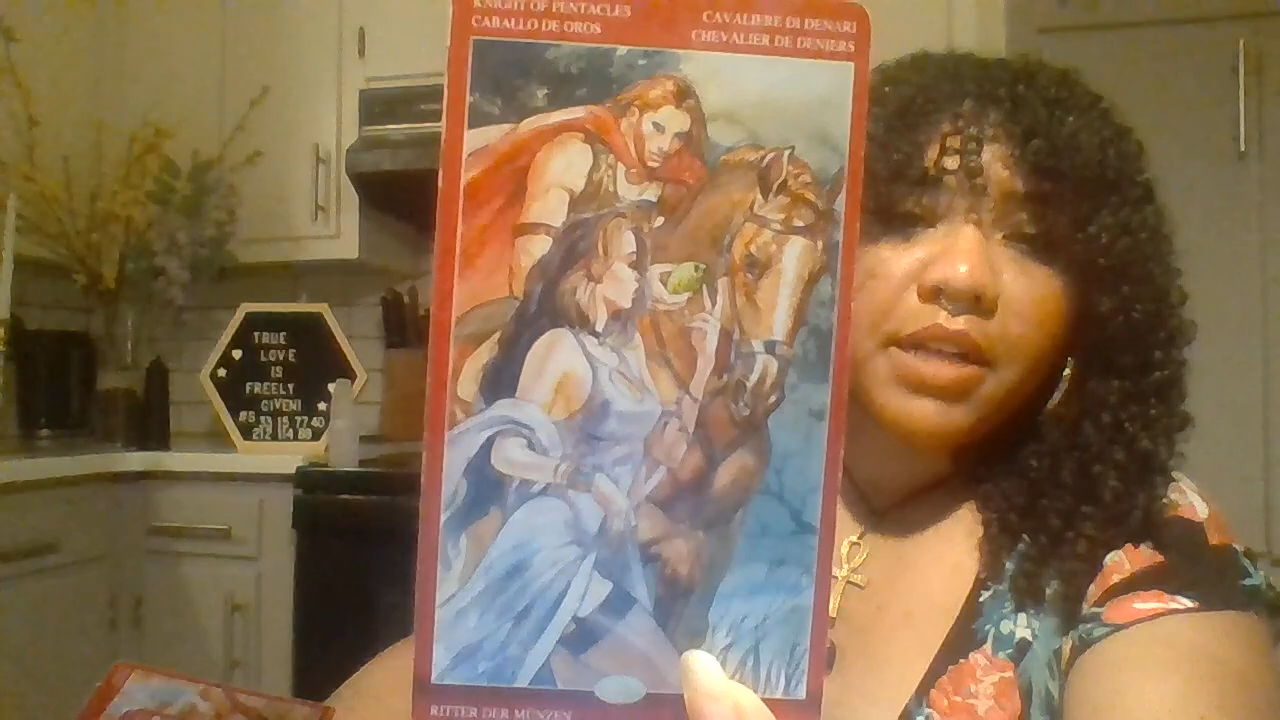 KNIGHT OF PENTACLES
CABALLO DE OROS
CAVALIERE DI DENARI
CHEVALIER DE DENIERS
TRUE
LOVE
IS
FREELY
GIVEN!
RITTER DER MÜNZEN